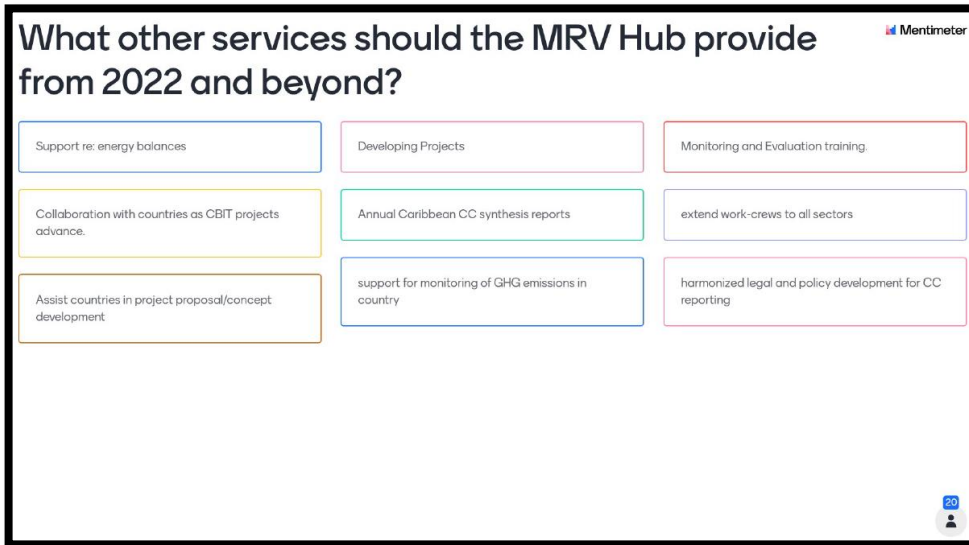 What other services should the MRV Hub provide
from 2022 and beyond?
Mentimeter
Support re: energy balances
Developing Projects
Monitoring and Evaluation training.
Collaboration with countries as CBIT projects
advance.
Annual Caribbean CC synthesis reports
extend work-crews to all sectors
Assist countries in project proposal/concept
development
support for monitoring of GHG emissions in
country
harmonized legal and policy development for CC
reporting
20